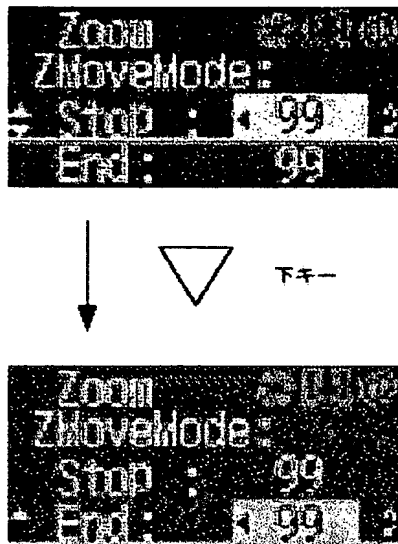 Zoom
ZMoveMode:
Stop : 99
End : 99
下キー
Zoom
ZMoveMode:
Stop : 99
End : 99